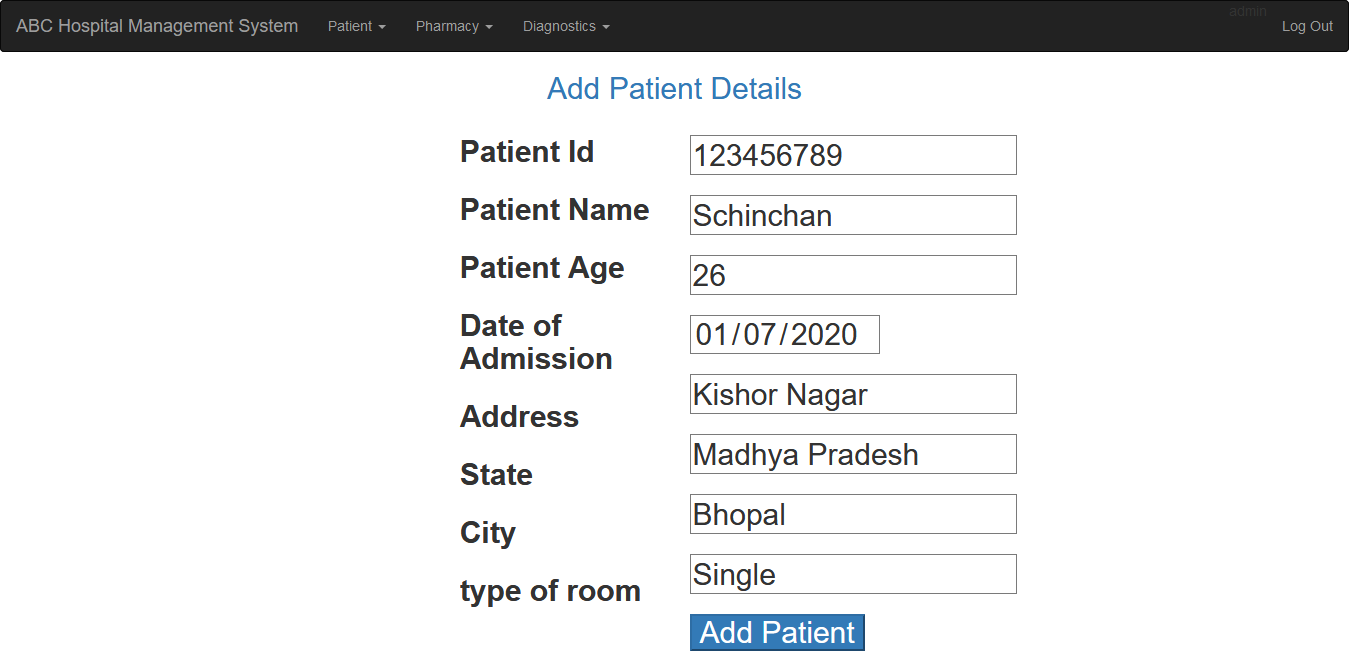 admin
ABC Hospital Management System Patient Pharmacy Diagnostics Log Out
Add Patient Details
Patient Id 123456789
Patient Name Schinchan
Patient Age 26
Date of
Admission 01/07/2020
Address Kishor Nagar
State Madhya Pradesh
City Bhopal
type of room Single
Add Patient